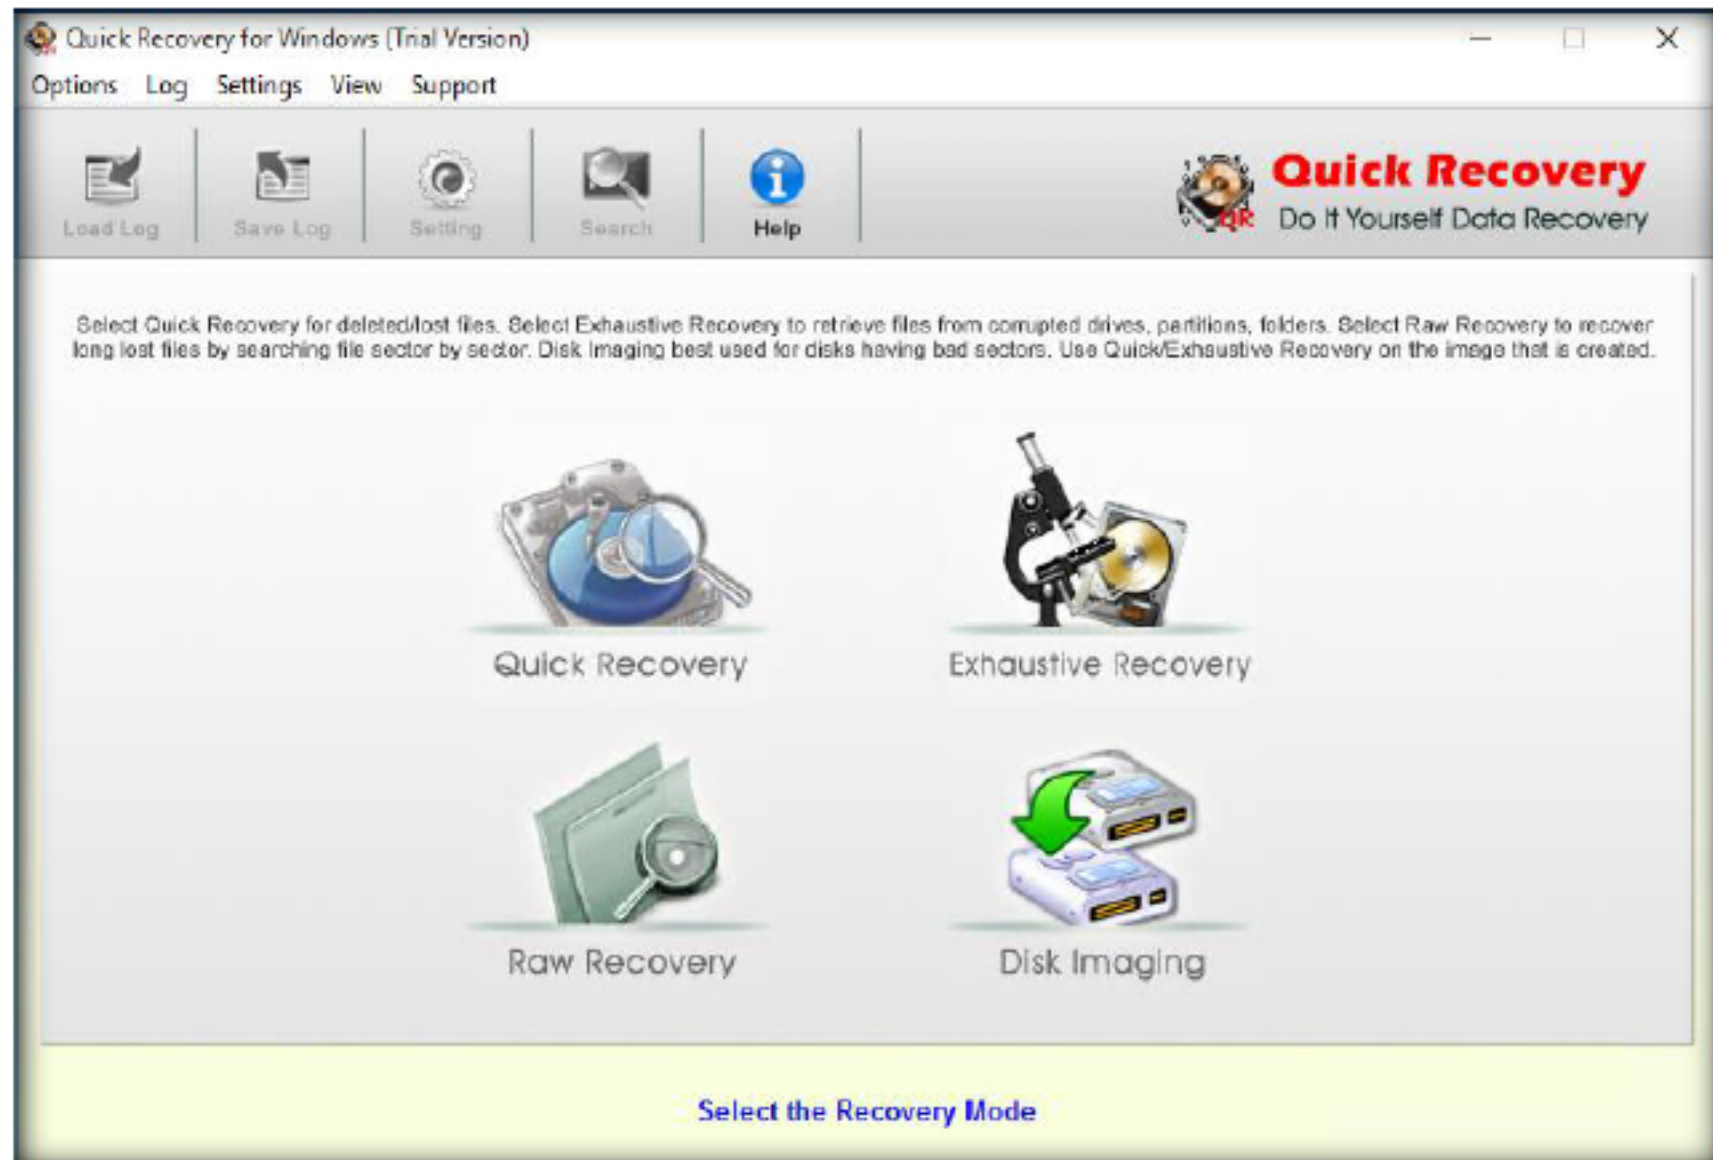 Quick Recovery for Windows (Trial Version)
Options Log Settings View Support
Load Log Save Log Setting Search Help
Quick Recovery
Do It Yourself Data Recovery
QR
Select Quick Recovery for deleted/lost files. Select Exhaustive Recovery to retrieve files from corrupted drives, partitions, folders. Select Raw Recovery to recover
long lost files by searching file sector by sector. Disk Imaging best used for disks having bad sectors. Use Quick/Exhaustive Recovery on the image that is created.
Quick Recovery Exhaustive Recovery
Raw Recovery Disk Imaging
Select the Recovery Mode